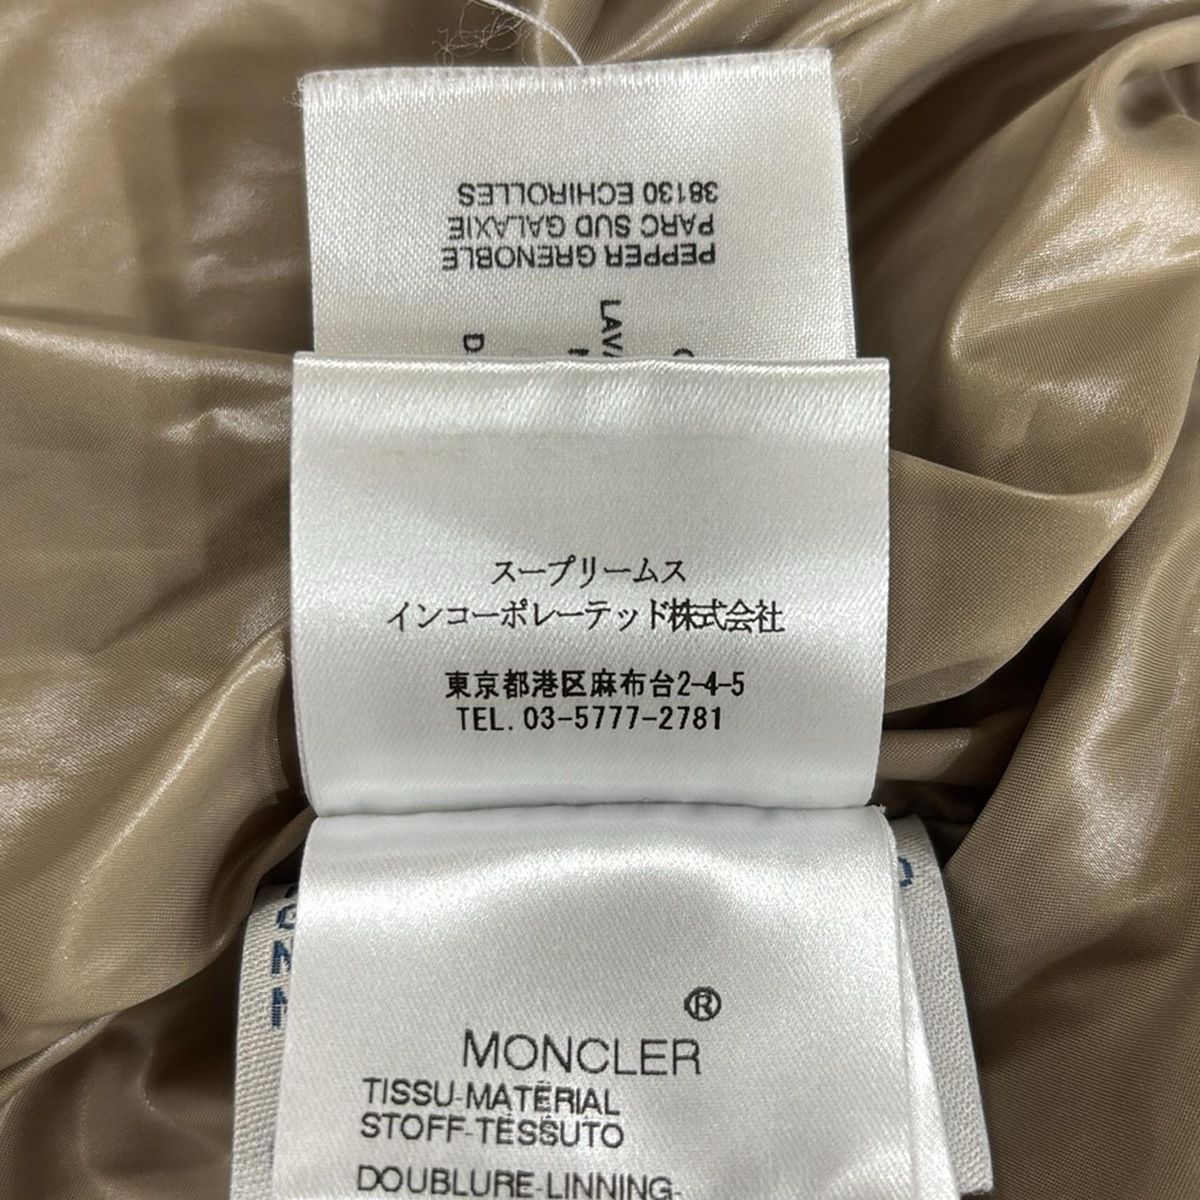 PEPPER GRENOBLE
PARC SUD GALAXIE
38130 ECHIROLLES
スープリームス
インコーポレーテッド株式会社
東京都港区麻布台2-4-5
TEL. 03-5777-2781
MONCLER®
TISSU-MATERIAL
STOFF-TESSUTO
DOUBLURE-LINNING-